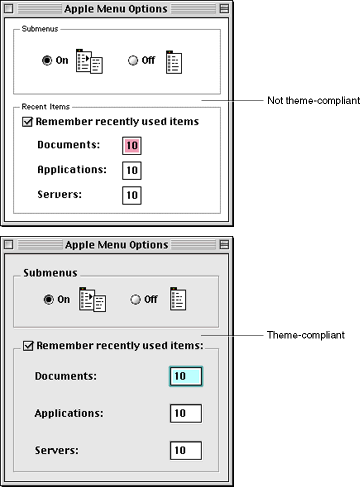 Apple Menu Options
Submenus
On Off
Not theme-compliant
Recent Items
Remember recently used items
Documents: 10
Applications: 10
Servers: 10
Apple Menu Options
Submenus
On Off
Theme-compliant
Remember recently used items:
Documents: 10
Applications: 10
Servers: 10